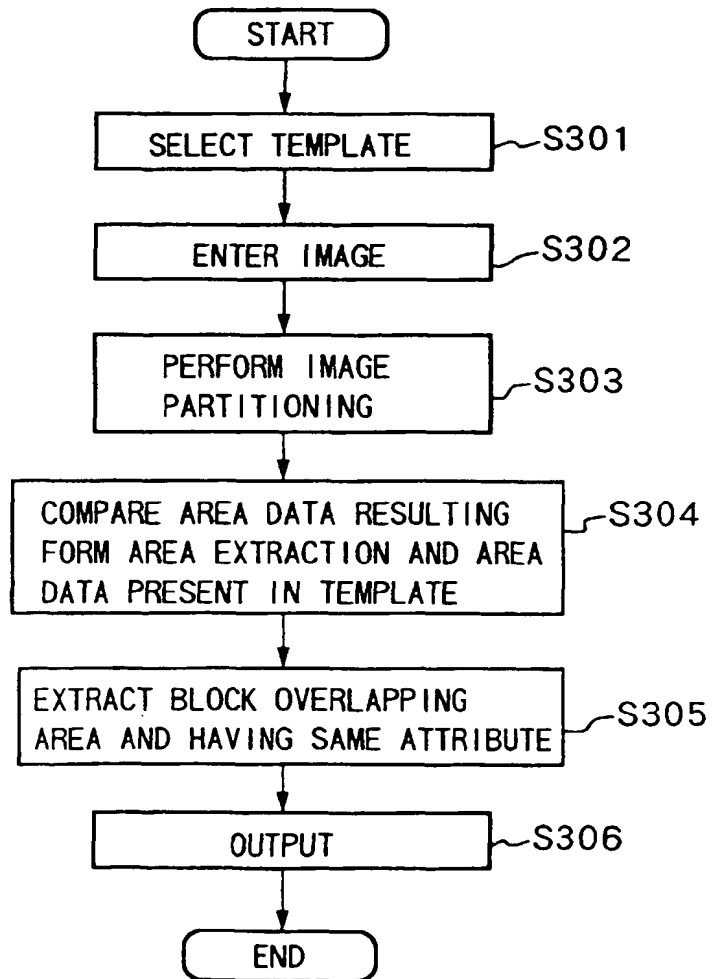 START
SELECT TEMPLATE
S301
ENTER IMAGE
S302
PERFORM IMAGE
PARTITIONING
S303
COMPARE AREA DATA RESULTING
FORM AREA EXTRACTION AND AREA
DATA PRESENT IN TEMPLATE
S304
EXTRACT BLOCK OVERLAPPING
AREA AND HAVING SAME ATTRIBUTE
S305
OUTPUT
S306
END